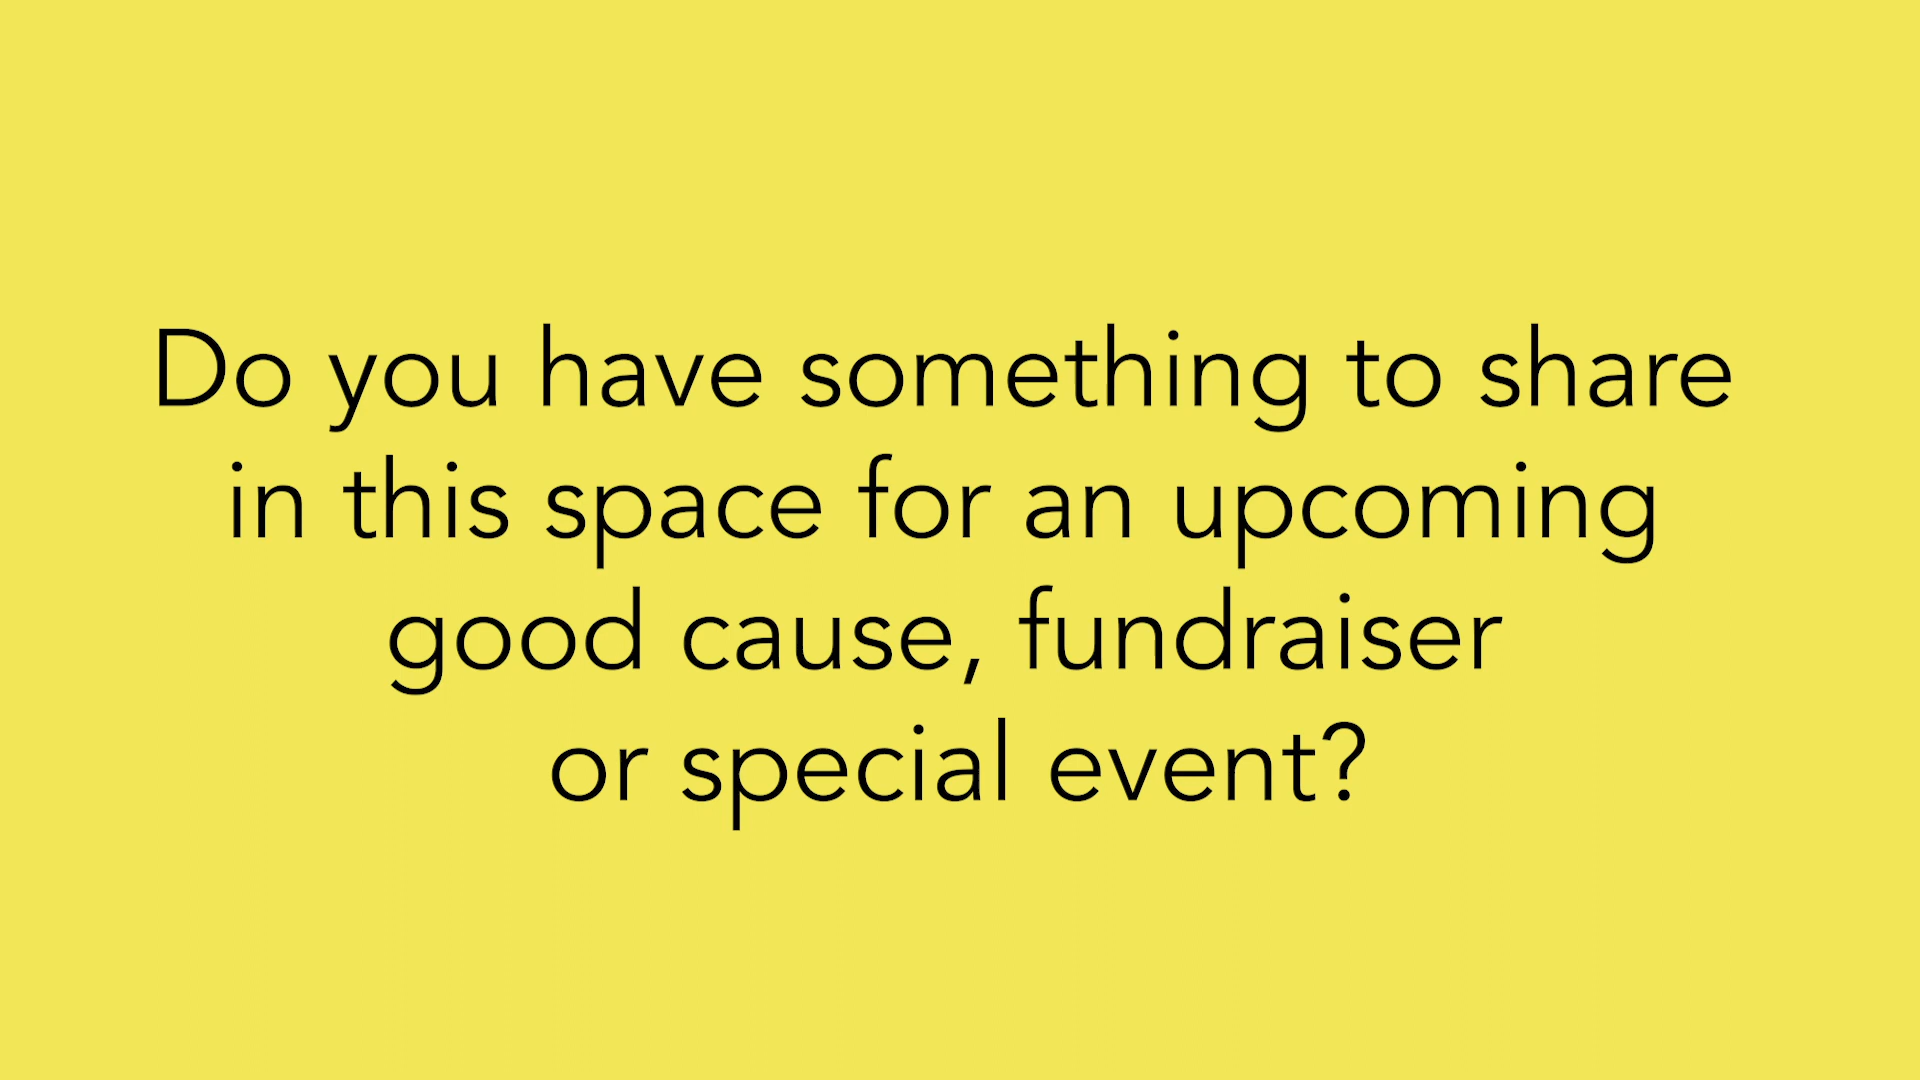 Do you have something to share
in this space for an upcoming
good cause, fundraiser
or special event?